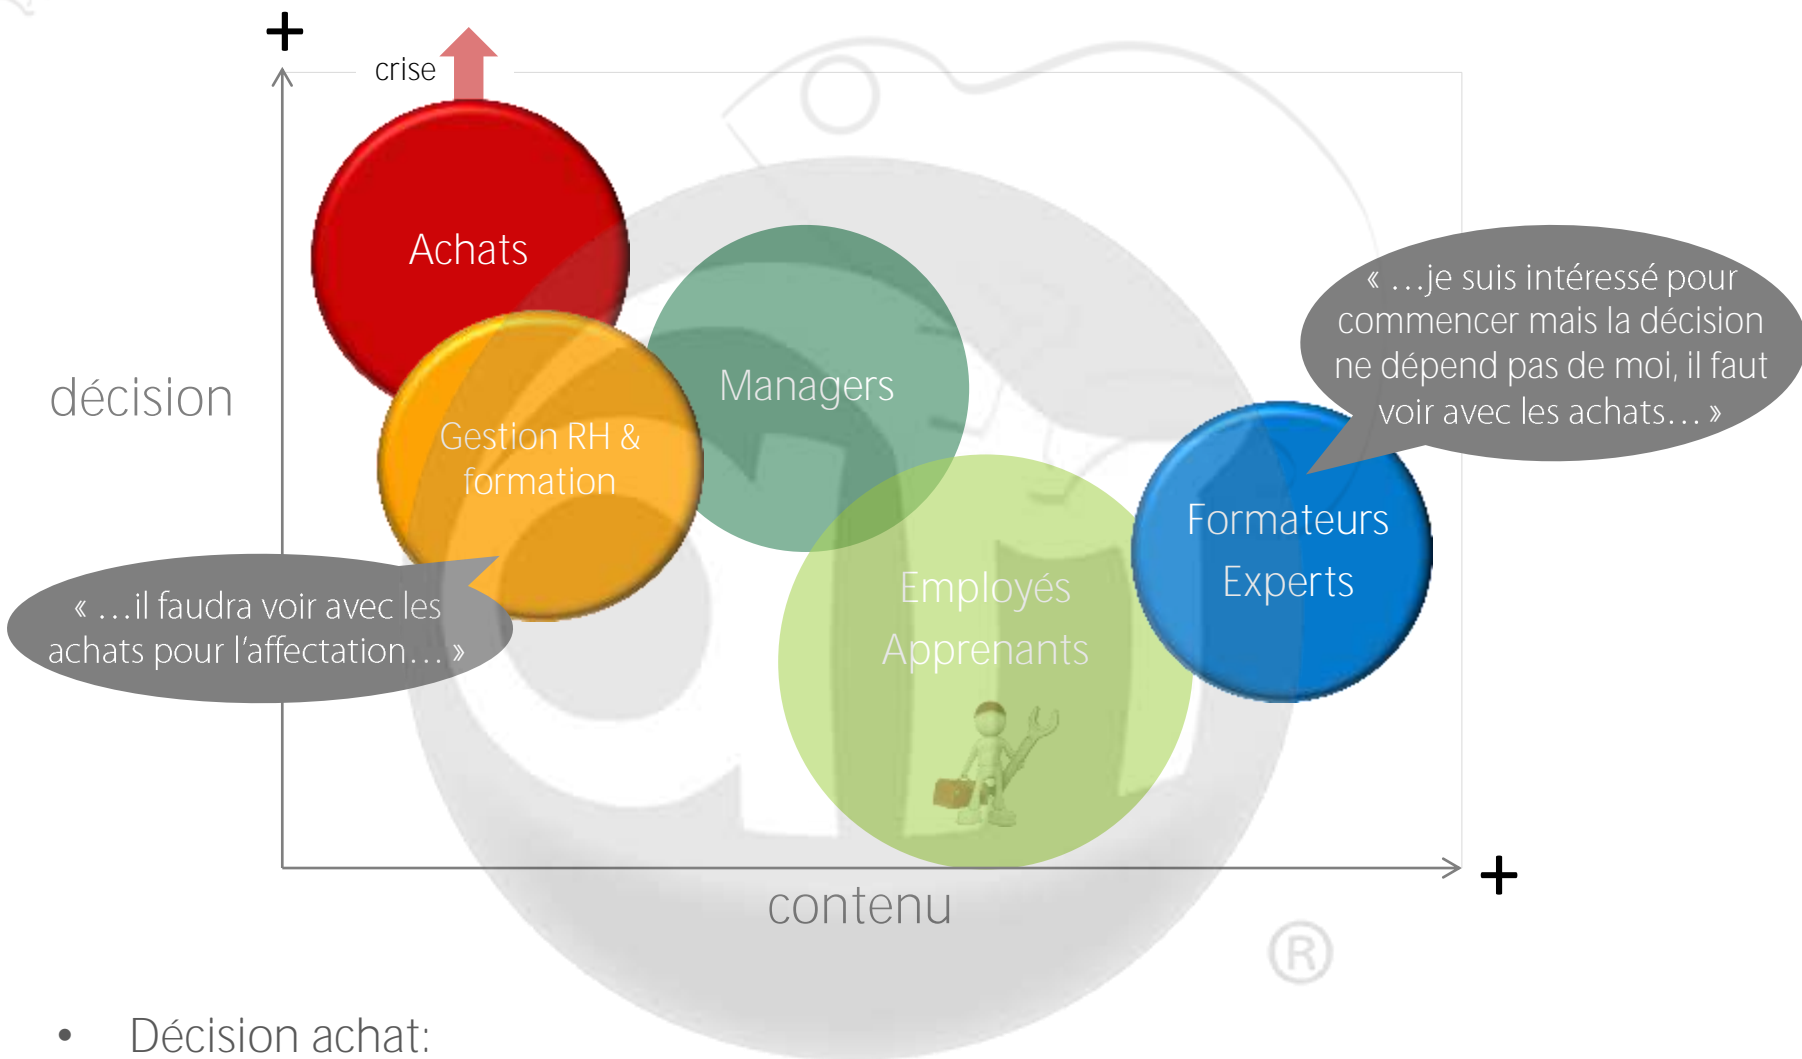 +
crise
Achats
« …je suis intéressé pour
commencer mais la décision
ne dépend pas de moi, il faut
voir avec les achats… »
Managers
décision
Gestion RH &
formation
Formateurs
Experts
« …il faudra voir avec les
achats pour l'affectation… »
Employés
Apprenants
+
contenu
®
• Décision achat: